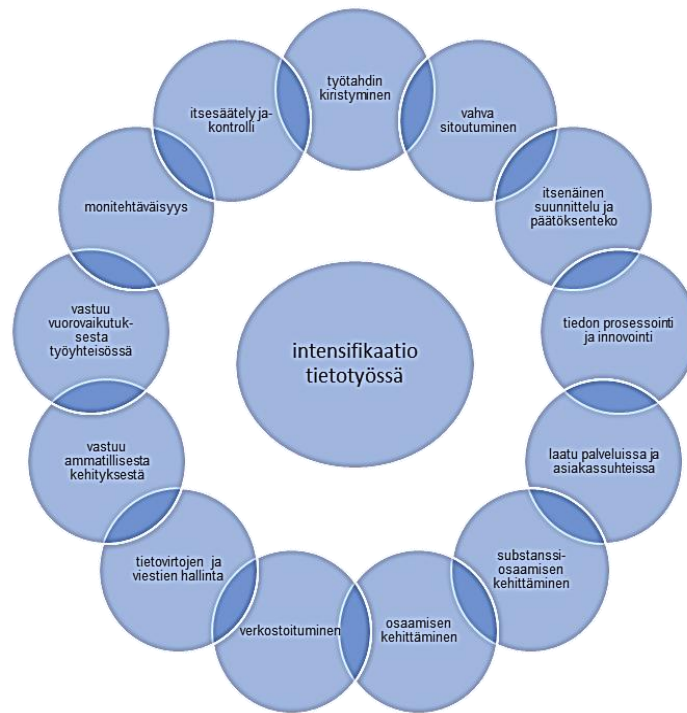 työtahdin
kiristyminen
vahva
sitoutuminen
itsenäinen
suunnittelu ja
päätöksenteko
tiedon prosessointi
ja innovointi
laatu palveluissa ja
asiakassuhteissa
substanssi-
osaamisen
kehittäminen
osaamisen
kehittäminen
verkostoituminen
tietovirtojen ja
viestien hallinta
vastuu
ammatillisesta
kehityksestä
vastuu
vuorovaikutuk-
sesta
työyhteisössä
monitehtäväisyys
itsesäätely ja-
kontrolli
intensifikaatio
tietotyössä